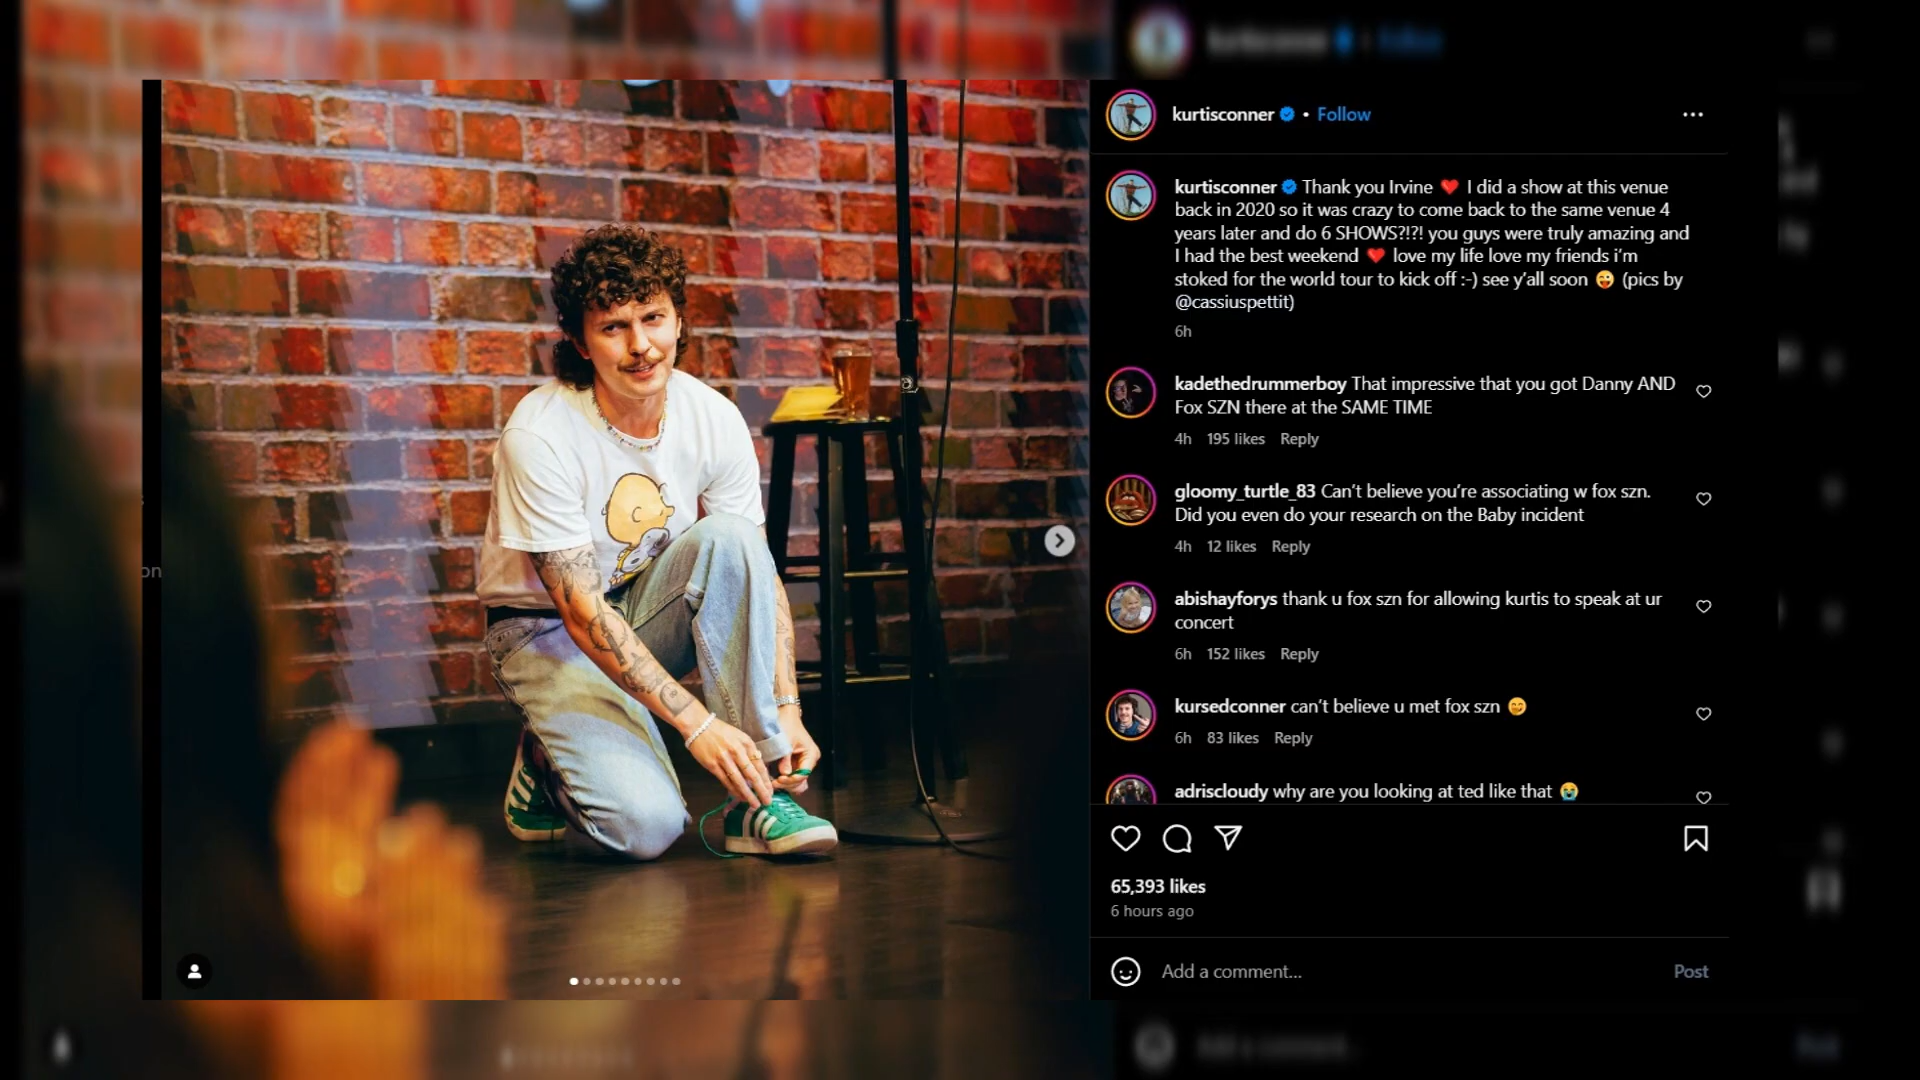 kurtisconner • Follow
kurtisconner Thank you Irvine ❤️ I did a show at this venue
back in 2020 so it was crazy to come back to the same venue 4
years later and do 6 SHOWS?!?! you guys were truly amazing and
I had the best weekend ❤️ love my life love my friends i’m
stoked for the world tour to kick off :-) see y’all soon 😜 (pics by
@cassiuspettit)
6h
kadethedrummerboy That impressive that you got Danny AND
Fox SZN there at the SAME TIME
4h 195 likes Reply
gloomy_turtle_83 Can’t believe you’re associating w fox szn.
Did you even do your research on the Baby incident
4h 12 likes Reply
abishayforys thank u fox szn for allowing kurtis to speak at ur
concert
6h 152 likes Reply
kursedconner can’t believe u met fox szn 🤭
6h 83 likes Reply
adriscloudy why are you looking at ted like that 😭
65,393 likes
6 hours ago
Add a comment...
Post
on